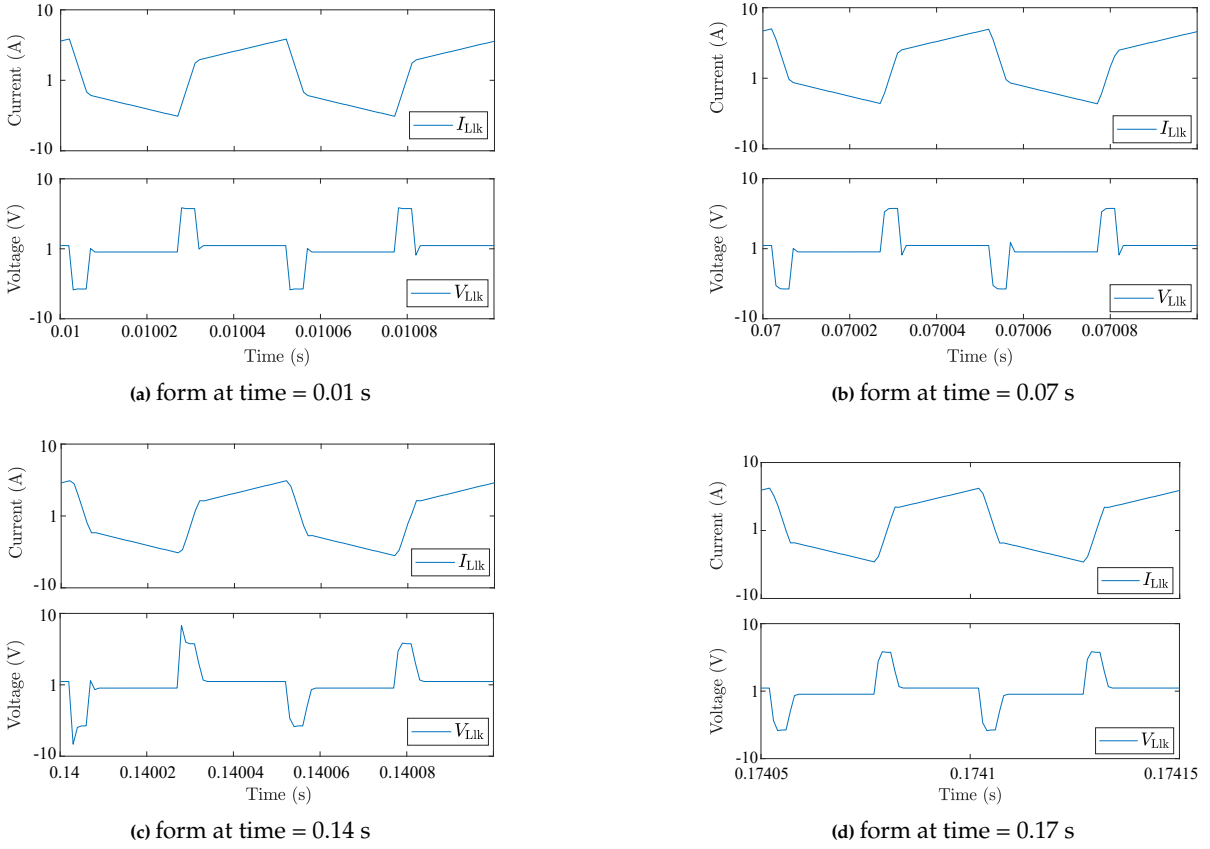 10
Current (A)
1
-10
I_Llk
10
Voltage (V)
1
-10
V_Llk
0.01 0.01002 0.01004 0.01006 0.01008
Time (s)
(a) form at time = 0.01 s
10
Current (A)
1
-10
I_Llk
10
Voltage (V)
1
-10
V_Llk
0.07 0.07002 0.07004 0.07006 0.07008
Time (s)
(b) form at time = 0.07 s
10
Current (A)
1
-10
I_Llk
10
Voltage (V)
1
-10
V_Llk
0.14 0.14002 0.14004 0.14006 0.14008
Time (s)
(c) form at time = 0.14 s
10
Current (A)
1
-10
I_Llk
10
Voltage (V)
1
-10
V_Llk
0.17405 0.1741 0.17415
Time (s)
(d) form at time = 0.17 s